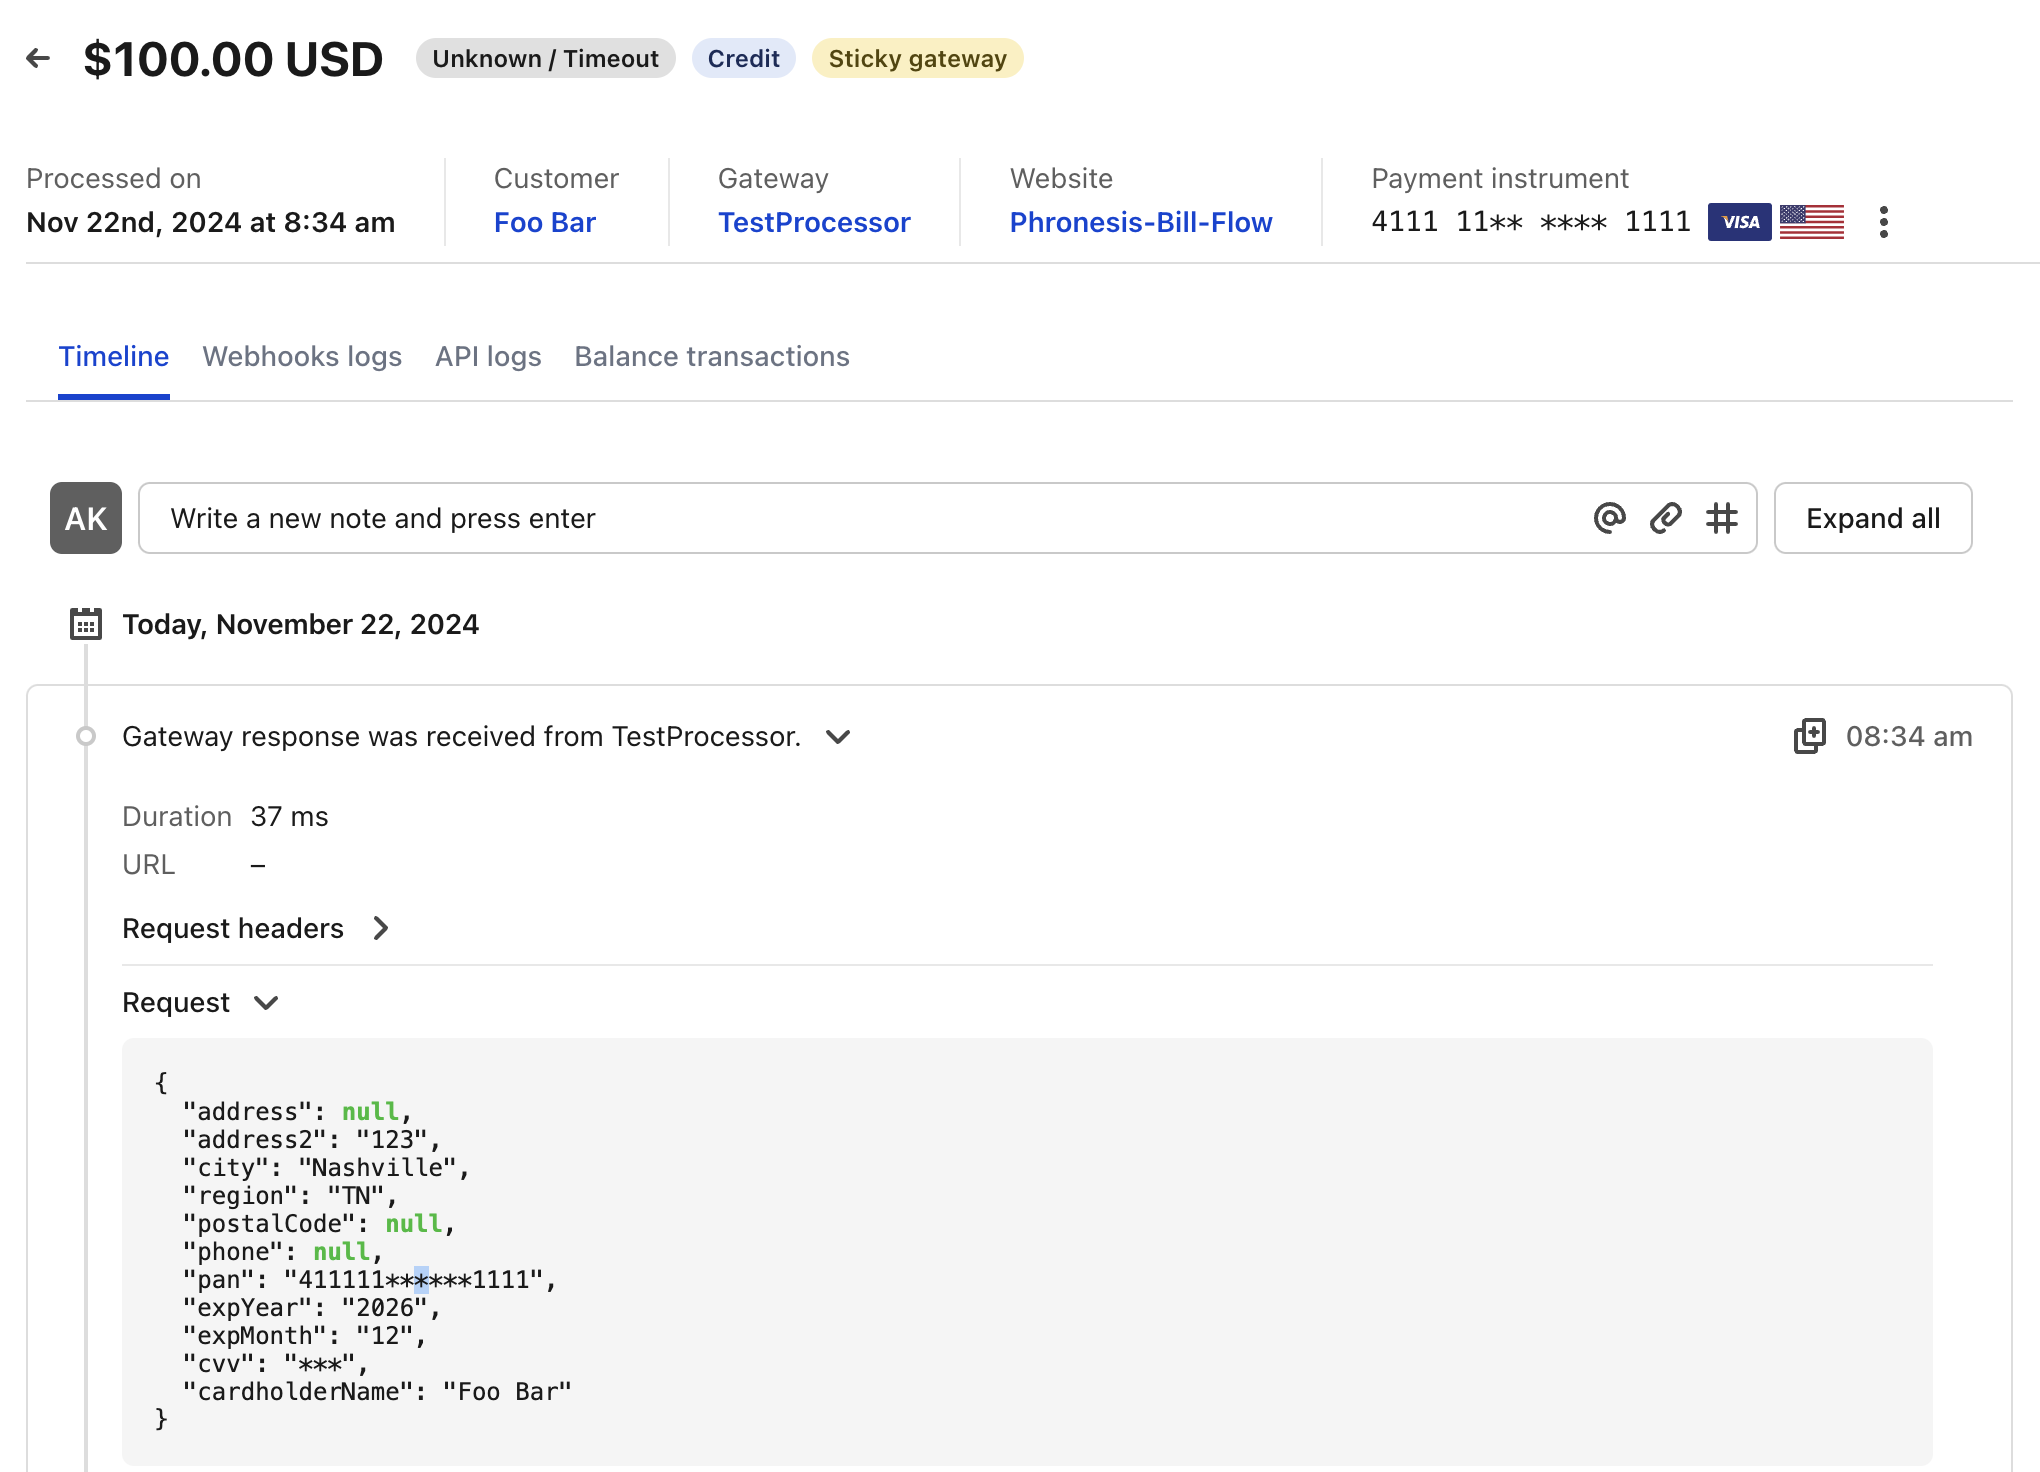 $100.00 USD Unknown / Timeout Credit Sticky gateway
Processed on
Nov 22nd, 2024 at 8:34 am
Customer
Foo Bar
Gateway
TestProcessor
Website
Phronesis-Bill-Flow
Payment instrument
4111 11** **** 1111 VISA
Timeline Webhooks logs API logs Balance transactions
AK Write a new note and press enter Expand all
Today, November 22, 2024
Gateway response was received from TestProcessor. 08:34 am
Duration 37 ms
URL –
Request headers
Request
{
"address": null,
"address2": "123",
"city": "Nashville",
"region": "TN",
"postalCode": null,
"phone": null,
"pan": "411111******1111",
"expYear": "2026",
"expMonth": "12",
"cvv": "***",
"cardholderName": "Foo Bar"
}